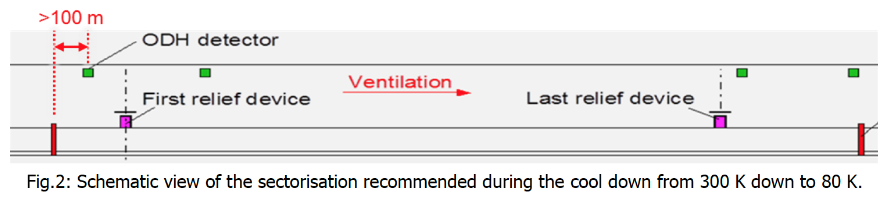 >100 m
ODH detector
Ventilation
First relief device
Last relief device
Fig.2: Schematic view of the sectorisation recommended during the cool down from 300 K down to 80 K.